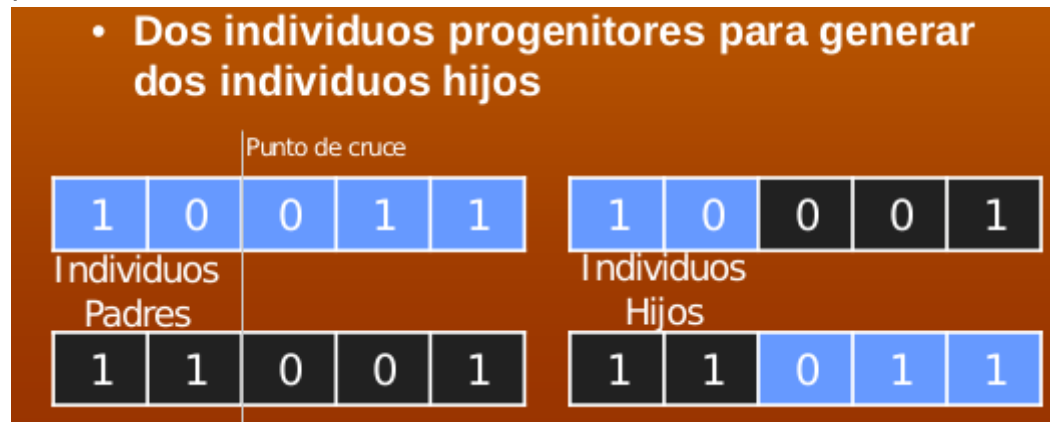 • Dos individuos progenitores para generar
dos individuos hijos
Punto de cruce
1 0 0 1 1
Individuos
Padres
1 1 0 0 1
1 0 0 0 1
Individuos
Hijos
1 1 0 1 1